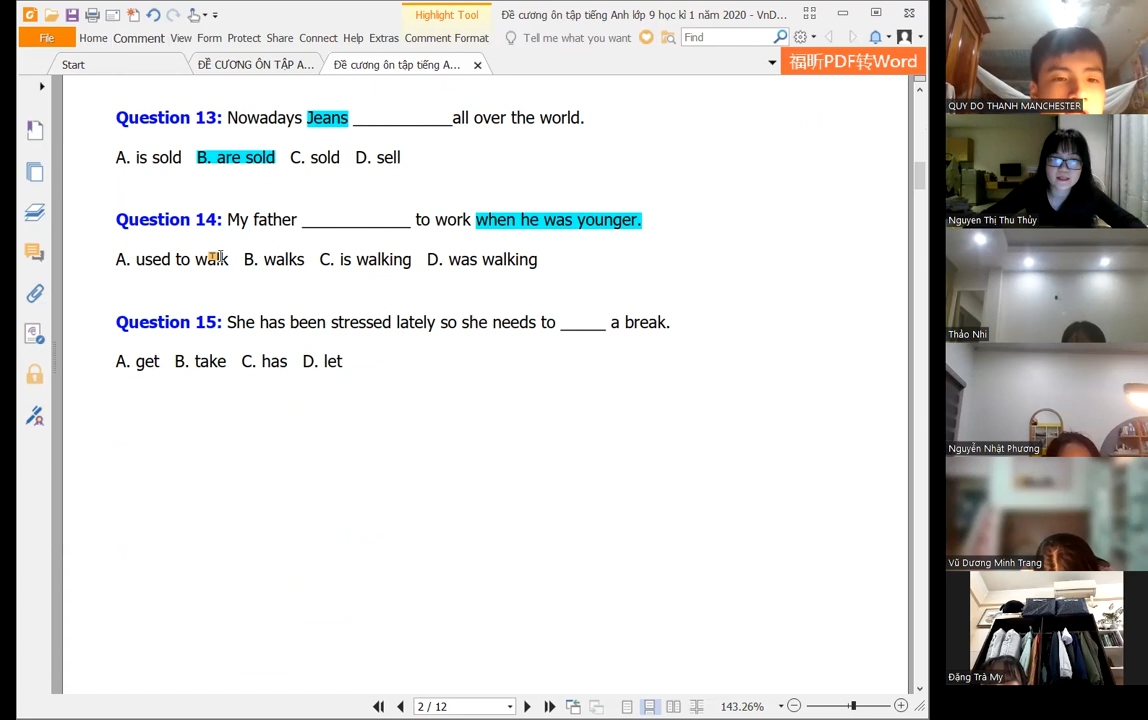 Highlight Tool
Đề cương ôn tập tiếng Anh lớp 9 học kì 1 năm 2020 - VnD...
File Home Comment View Form Protect Share Connect Help Extras Comment Format Tell me what you want Find
Start ĐỀ CƯƠNG ÔN TẬP A... Đề cương ôn tập tiếng A... 福昕PDF转Word
Question 13: Nowadays Jeans ___________all over the world.
A. is sold B. are sold C. sold D. sell
Question 14: My father ____________ to work when he was younger.
A. used to walk B. walks C. is walking D. was walking
Question 15: She has been stressed lately so she needs to _____ a break.
A. get B. take C. has D. let
2 / 12 143.26%
QUY DO THANH MANCHESTER
Nguyen Thị Thu Thủy
Thảo Nhi
Nguyễn Nhật Phương
Vũ Dương Minh Trang
Đặng Trà My